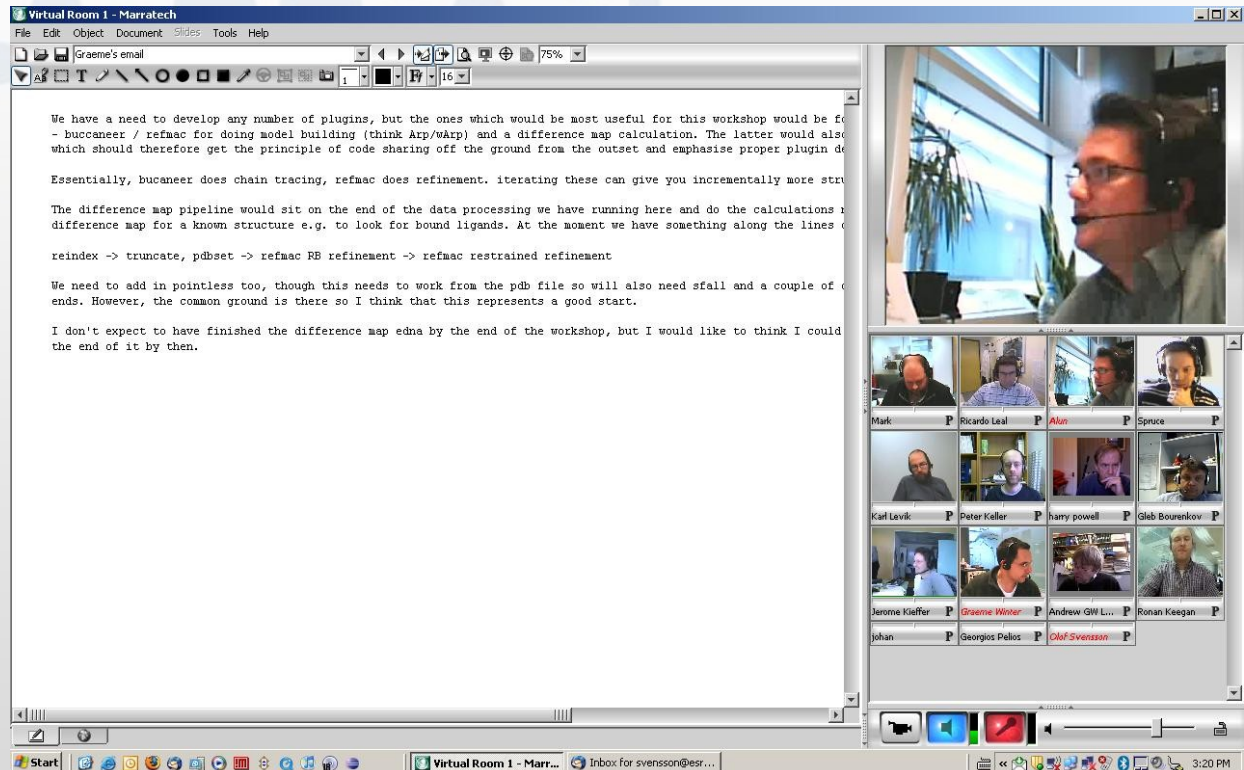 Virtual Room 1 - Marratech
File Edit Object Document Slides Tools Help
Graeme's email
75%
1
16
We have a need to develop any number of plugins, but the ones which would be most useful for this workshop would be
- buccaneer / refmac for doing model building (think Arp/wArp) and a difference map calculation. The latter would
which should therefore get the principle of code sharing off the ground from the outset and emphasise proper plugin
Essentially, bucaneer does chain tracing, refmac does refinement. iterating these can give you incrementally more
The difference map pipeline would sit on the end of the data processing we have running here and do the calculations
difference map for a known structure e.g. to look for bound ligands. At the moment we have something along the lines
reindex -> truncate, pdbset -> refmac RB refinement -> refmac restrained refinement
We need to add in pointless too, though this needs to work from the pdb file so will also need sfall and a couple of
ends. However, the common ground is there so I think that this represents a good start.
I don't expect to have finished the difference map edna by the end of the workshop, but I would like to think I could
the end of it by then.
Mark P Ricardo Leal P Alun P Spruce P
Karl Levik P Peter Keller P harry powell P Gleb Bourenkov P
Jerome Kieffer P Graeme Winter P Andrew GW L... P Ronan Keegan P
johan P Georgios Pelios P Olof Svensson P
Start Virtual Room 1 - Marr... Inbox for svensson@esr... 3:20 PM